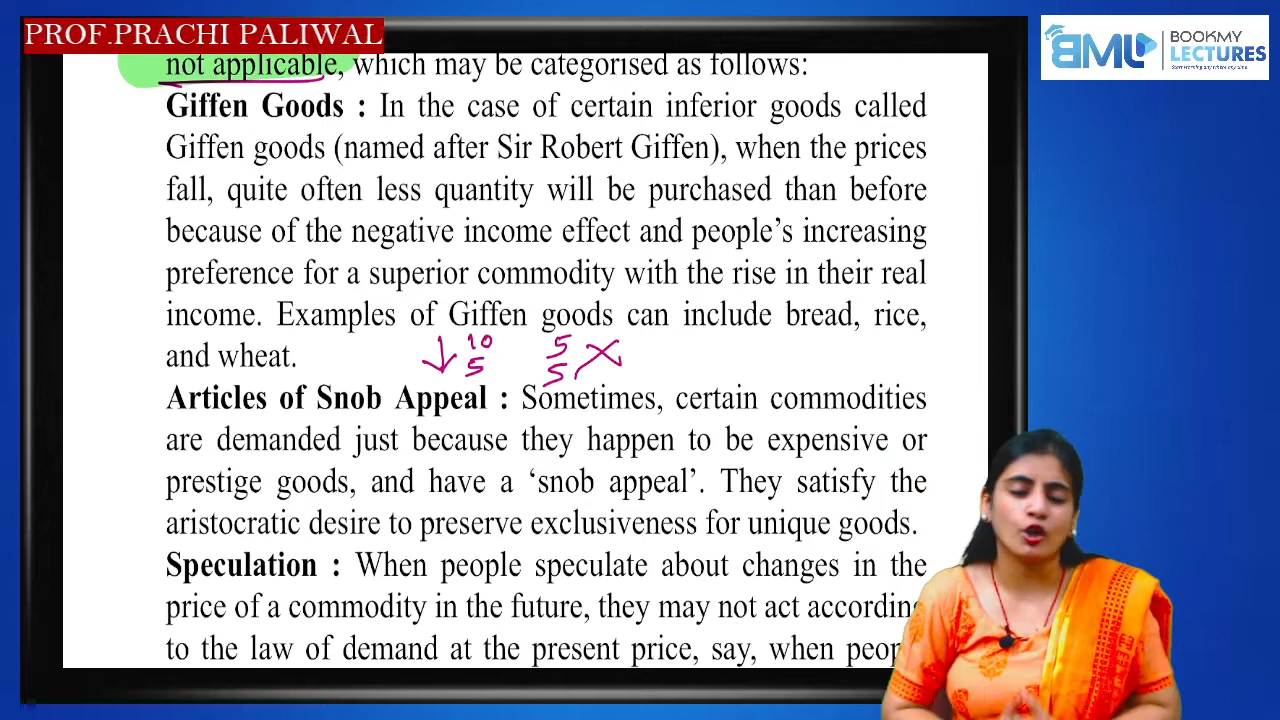 PROF.PRACHI PALIWAL
BML
BOOKMY
LECTURES
Start learning any where any time
not applicable, which may be categorised as follows:
Giffen Goods : In the case of certain inferior goods called
Giffen goods (named after Sir Robert Giffen), when the prices
fall, quite often less quantity will be purchased than before
because of the negative income effect and people's increasing
preference for a superior commodity with the rise in their real
income. Examples of Giffen goods can include bread, rice,
and wheat.
10 5
5 5
Articles of Snob Appeal : Sometimes, certain commodities
are demanded just because they happen to be expensive or
prestige goods, and have a ‘snob appeal’. They satisfy the
aristocratic desire to preserve exclusiveness for unique goods.
Speculation : When people speculate about changes in the
price of a commodity in the future, they may not act accordin
to the law of demand at the present price, say, when peop